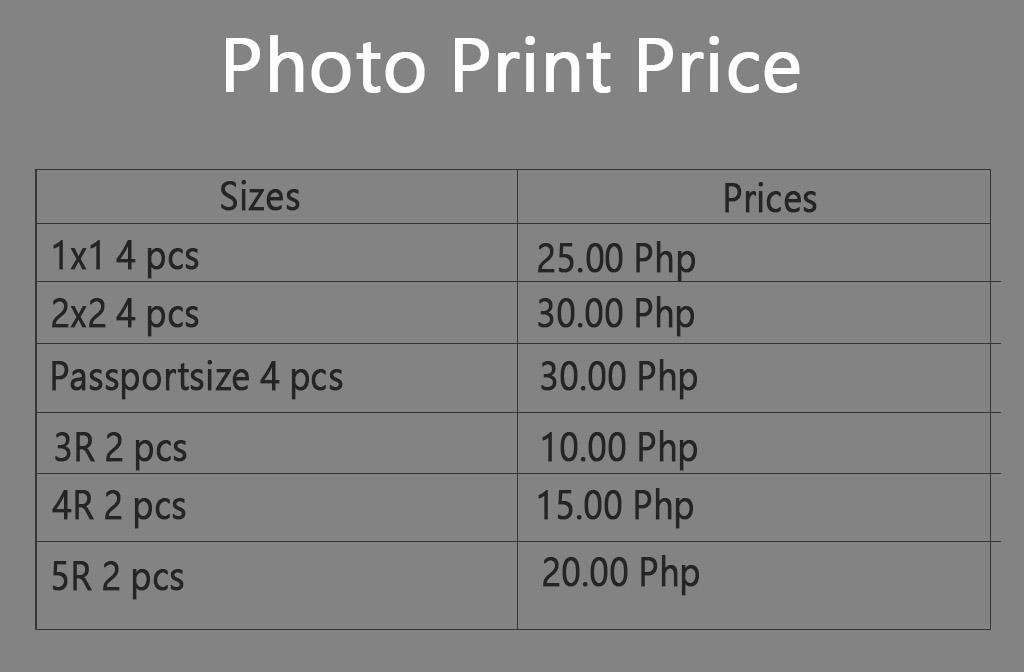 Photo Print Price
Sizes Prices
1x1 4 pcs 25.00 Php
2x2 4 pcs 30.00 Php
Passportsize 4 pcs 30.00 Php
3R 2 pcs 10.00 Php
4R 2 pcs 15.00 Php
5R 2 pcs 20.00 Php